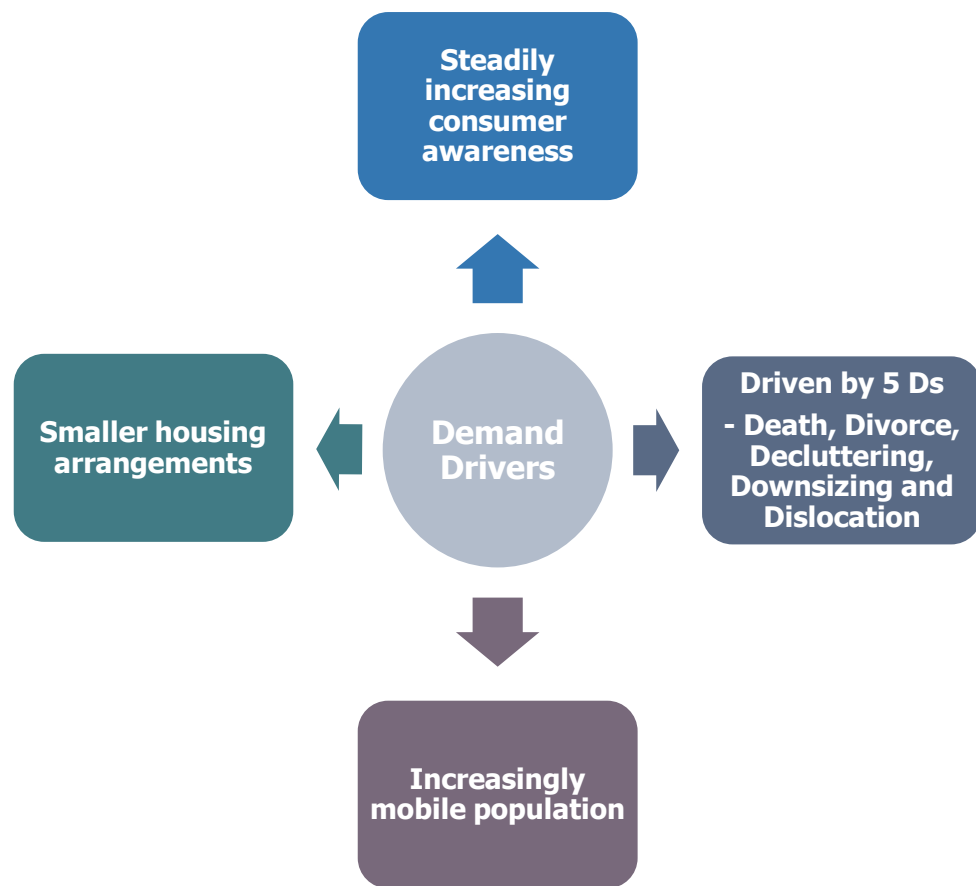 Steadily
increasing
consumer
awareness
Smaller housing
arrangements
Demand
Drivers
Driven by 5 Ds
- Death, Divorce,
Decluttering,
Downsizing and
Dislocation
Increasingly
mobile population